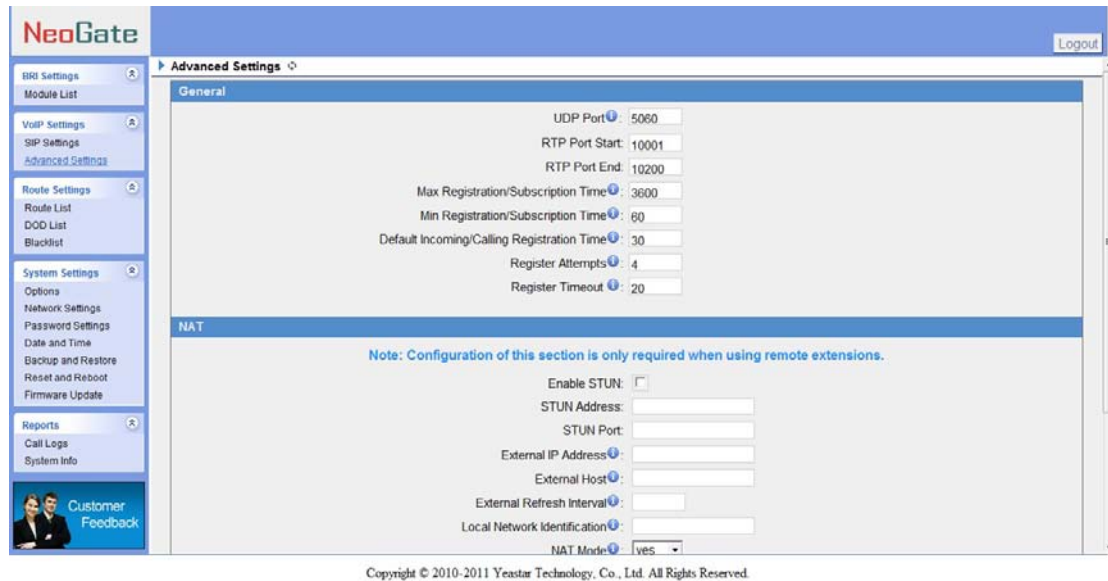 NeoGate
Logout
BRI Settings
Module List
VoIP Settings
SIP Settings
Advanced Settings
Route Settings
Route List
DOD List
Blacklist
System Settings
Options
Network Settings
Password Settings
Date and Time
Backup and Restore
Reset and Reboot
Firmware Update
Reports
Call Logs
System Info
Customer
Feedback
Advanced Settings
General
UDP Port: 5060
RTP Port Start: 10001
RTP Port End: 10200
Max Registration/Subscription Time: 3600
Min Registration/Subscription Time: 60
Default Incoming/Calling Registration Time: 30
Register Attempts: 4
Register Timeout : 20
NAT
Note: Configuration of this section is only required when using remote extensions.
Enable STUN:
STUN Address:
STUN Port:
External IP Address:
External Host:
External Refresh Interval:
Local Network Identification:
NAT Mode: yes
Copyright © 2010-2011 Yeastar Technology, Co., Ltd. All Rights Reserved.